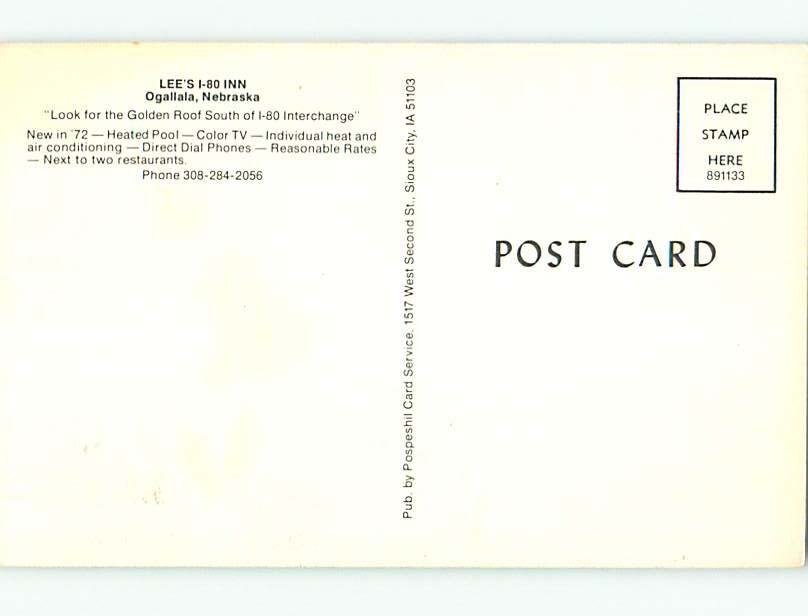 LEE'S I-80 INN
Ogallala, Nebraska
"Look for the Golden Roof South of I-80 Interchange"
New in '72 — Heated Pool — Color TV — Individual heat and
air conditioning — Direct Dial Phones — Reasonable Rates
— Next to two restaurants.
Phone 308-284-2056
Pub. by Pospeshil Card Service. 1517 West Second St., Sioux City, IA 51103
PLACE
STAMP
HERE
891133
POST CARD